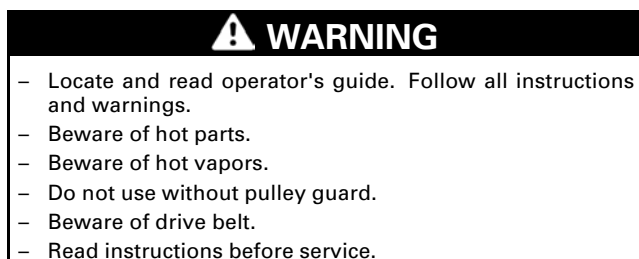 WARNING
– Locate and read operator's guide. Follow all instructions
and warnings.
– Beware of hot parts.
– Beware of hot vapors.
– Do not use without pulley guard.
– Beware of drive belt.
– Read instructions before service.